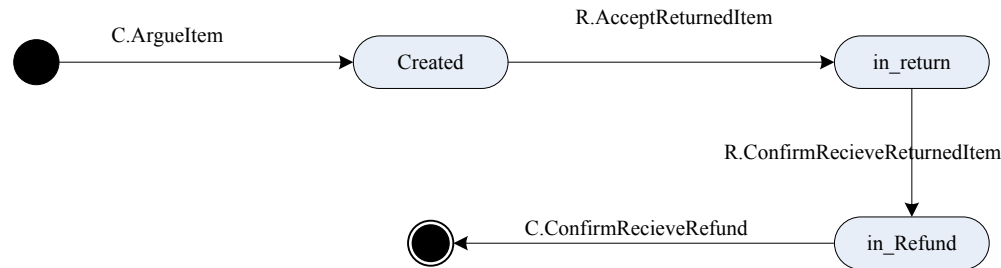 C.ArgueItem
R.AcceptReturnedItem
Created
in_return
R.ConfirmRecieveReturnedItem
C.ConfirmRecieveRefund
in_Refund